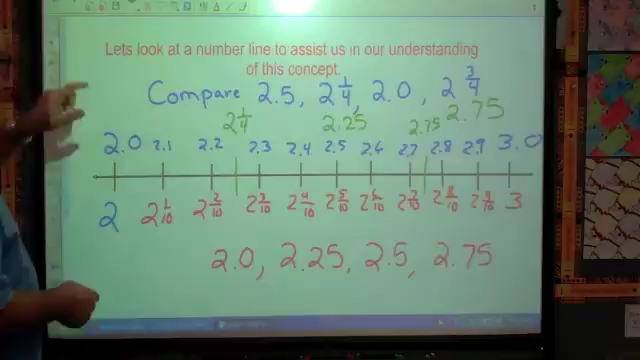 Lets look at a number line to assist us in our understanding
of this concept.
Compare 2.5, 2 1/4, 2.0, 2 3/4
2 1/4 2.25 2.75 2.75
2.0 2.1 2.2 2.3 2.4 2.5 2.6 2.7 2.8 2.9 3.0
2 2 1/10 2 2/10 2 3/10 2 4/10 2 5/10 2 6/10 2 7/10 2 8/10 2 9/10 3
2.0, 2.25, 2.5, 2.75